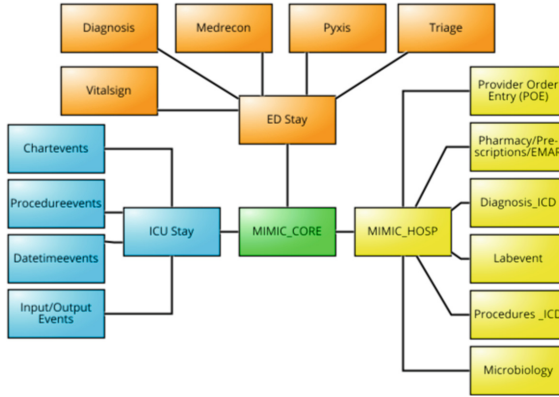 Diagnosis
Medrecon
Pyxis
Triage
Vitalsign
ED Stay
Provider Order
Entry (POE)
Chartevents
Pharmacy/Pre-
scriptions/EMAR
Procedureevents
Diagnosis_ICD
ICU Stay
MIMIC_CORE
MIMIC_HOSP
Datetimeevents
Labevent
Input/Output
Events
Procedures _ICD
Microbiology